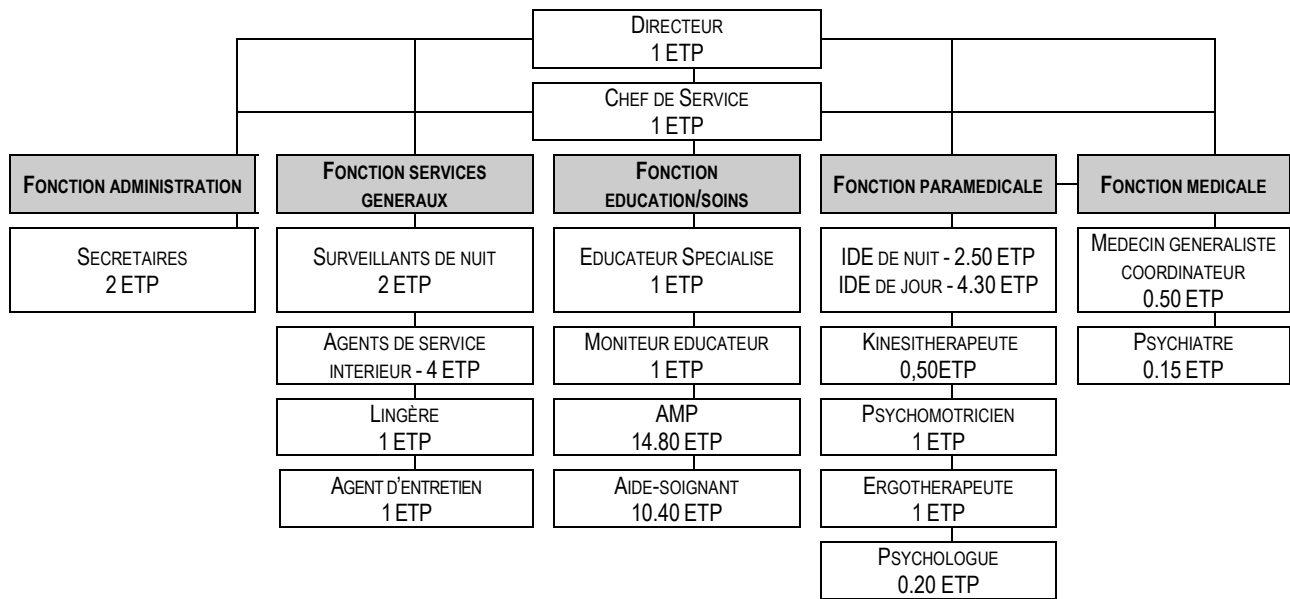 DIRECTEUR
1 ETP
CHEF DE SERVICE
1 ETP
FONCTION ADMINISTRATION
SECRETAIRES
2 ETP
FONCTION SERVICES
GENERAUX
SURVEILLANTS DE NUIT
2 ETP
AGENTS DE SERVICE
INTERIEUR - 4 ETP
LINGÈRE
1 ETP
AGENT D'ENTRETIEN
1 ETP
FONCTION
EDUCATION/SOINS
EDUCATEUR SPECIALISE
1 ETP
MONITEUR EDUCATEUR
1 ETP
AMP
14.80 ETP
AIDE-SOIGNANT
10.40 ETP
FONCTION PARAMEDICALE
IDE DE NUIT - 2.50 ETP
IDE DE JOUR - 4.30 ETP
KINESITHERAPEUTE
0,50ETP
PSYCHOMOTRICIEN
1 ETP
ERGOTHERAPEUTE
1 ETP
PSYCHOLOGUE
0.20 ETP
FONCTION MEDICALE
MEDECIN GENERALISTE
COORDINATEUR
0.50 ETP
PSYCHIATRE
0.15 ETP